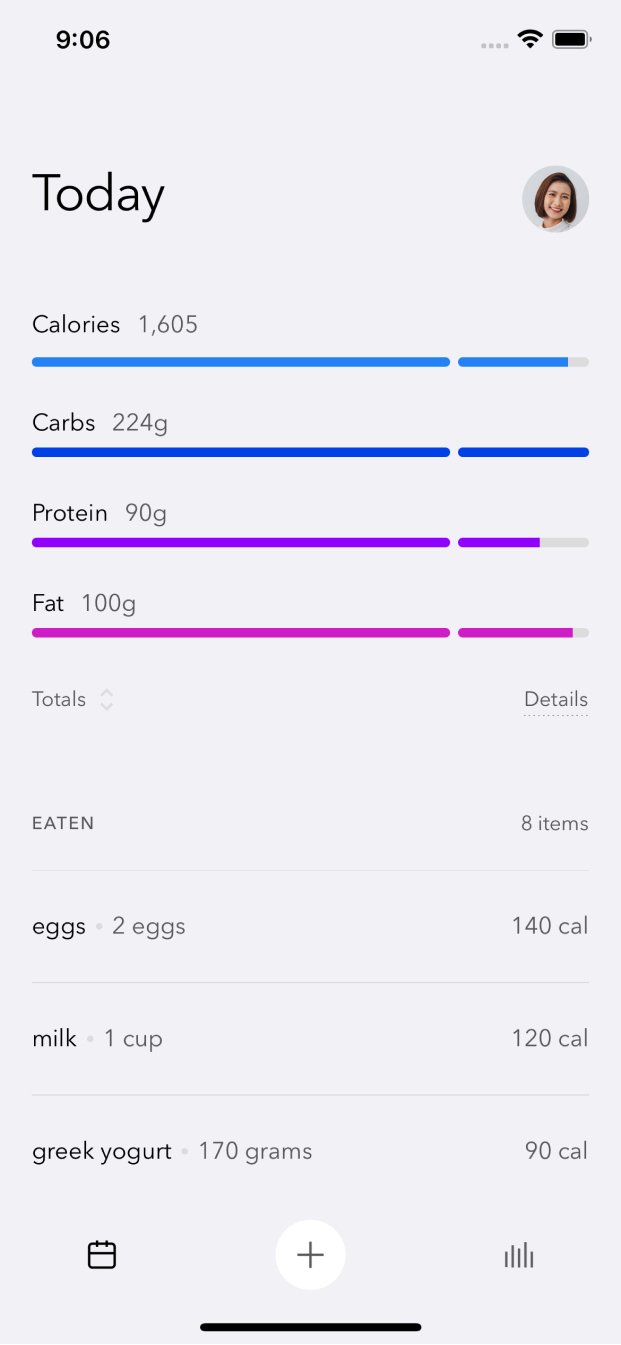 9:06
Today
Calories 1,605
Carbs 224g
Protein 90g
Fat 100g
Totals Details
EATEN 8 items
eggs • 2 eggs 140 cal
milk • 1 cup 120 cal
greek yogurt • 170 grams 90 cal